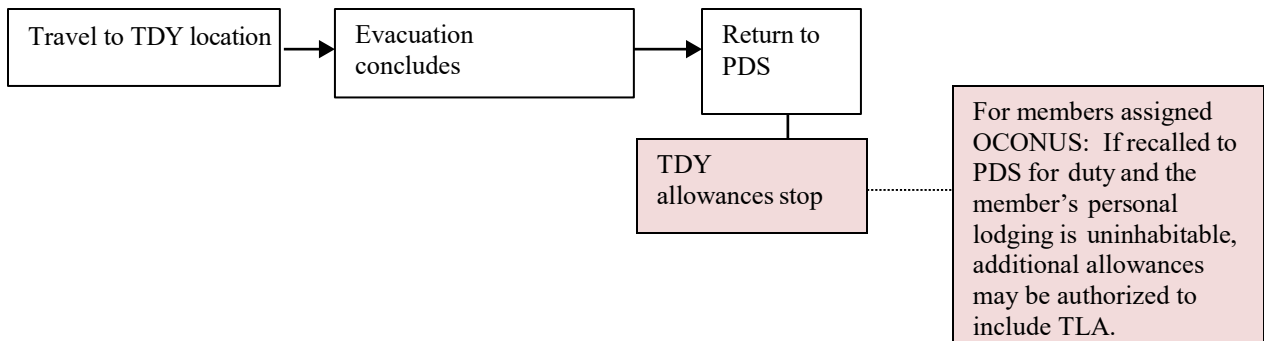 Travel to TDY location
Evacuation
concludes
Return to
PDS
TDY
allowances stop
For members assigned
OCONUS: If recalled to
PDS for duty and the
member’s personal
lodging is uninhabitable,
additional allowances
may be authorized to
include TLA.